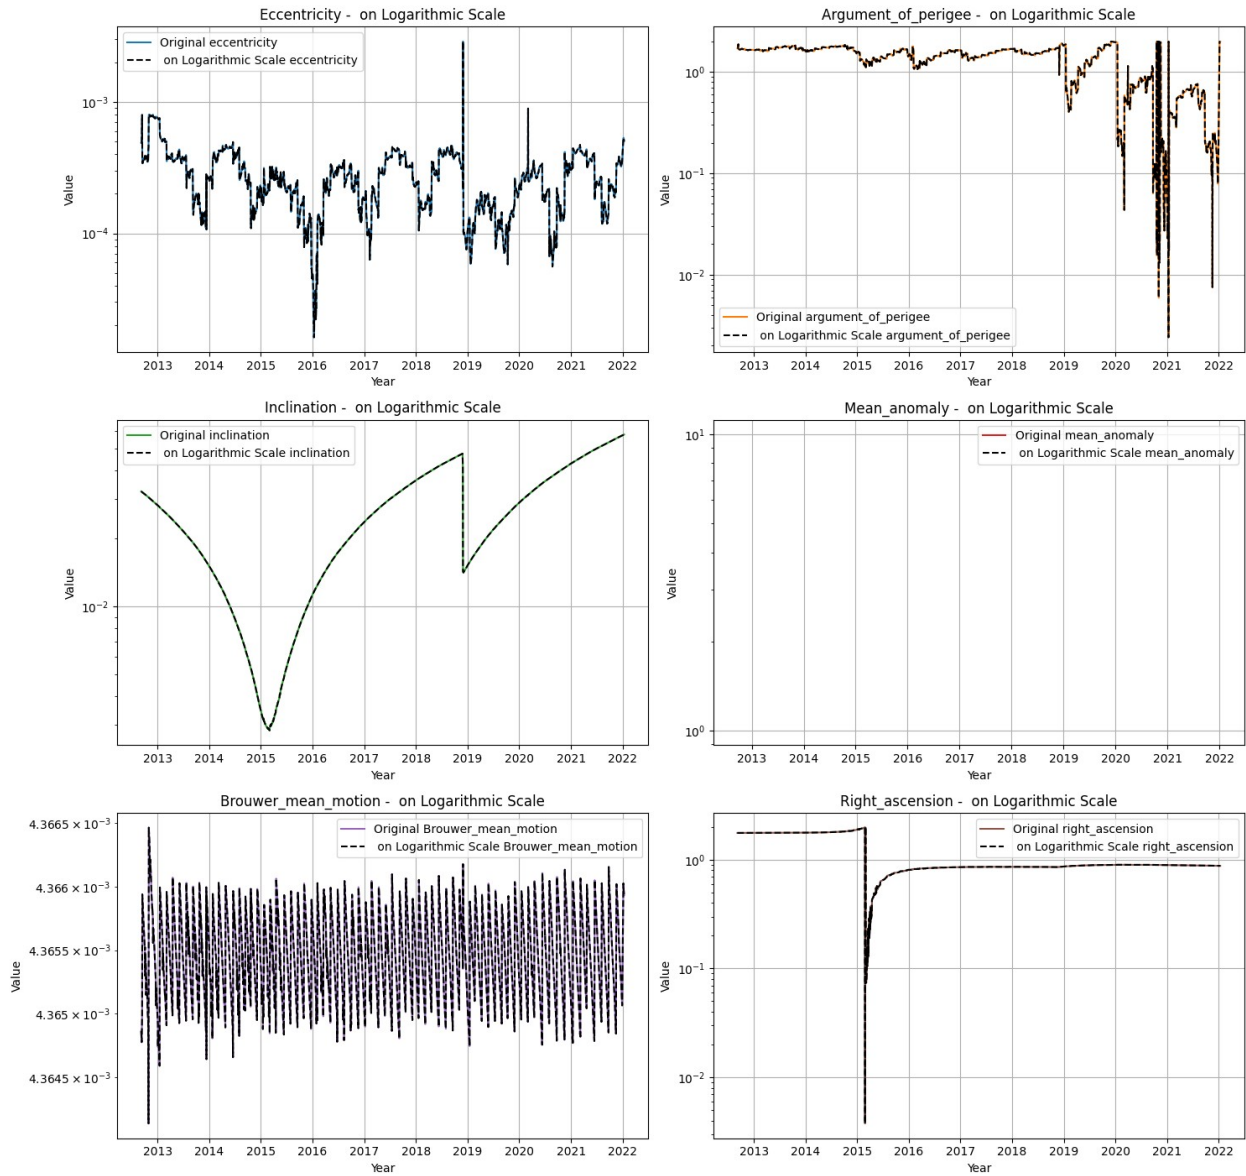 Eccentricity -  on Logarithmic Scale
Original eccentricity
on Logarithmic Scale eccentricity
10⁻³
10⁻⁴
Value
2013 2014 2015 2016 2017 2018 2019 2020 2021 2022
Year
Argument_of_perigee -  on Logarithmic Scale
10⁰
10⁻¹
10⁻²
Value
Original argument_of_perigee
on Logarithmic Scale argument_of_perigee
2013 2014 2015 2016 2017 2018 2019 2020 2021 2022
Year
Inclination -  on Logarithmic Scale
Original inclination
on Logarithmic Scale inclination
10⁻²
Value
2013 2014 2015 2016 2017 2018 2019 2020 2021 2022
Year
Mean_anomaly -  on Logarithmic Scale
Original mean_anomaly
on Logarithmic Scale mean_anomaly
10¹
10⁰
Value
2013 2014 2015 2016 2017 2018 2019 2020 2021 2022
Year
Brouwer_mean_motion -  on Logarithmic Scale
Original Brouwer_mean_motion
on Logarithmic Scale Brouwer_mean_motion
4.3665 × 10⁻³
4.366 × 10⁻³
4.3655 × 10⁻³
4.365 × 10⁻³
4.3645 × 10⁻³
Value
2013 2014 2015 2016 2017 2018 2019 2020 2021 2022
Year
Right_ascension -  on Logarithmic Scale
Original right_ascension
on Logarithmic Scale right_ascension
10⁰
10⁻¹
10⁻²
Value
2013 2014 2015 2016 2017 2018 2019 2020 2021 2022
Year